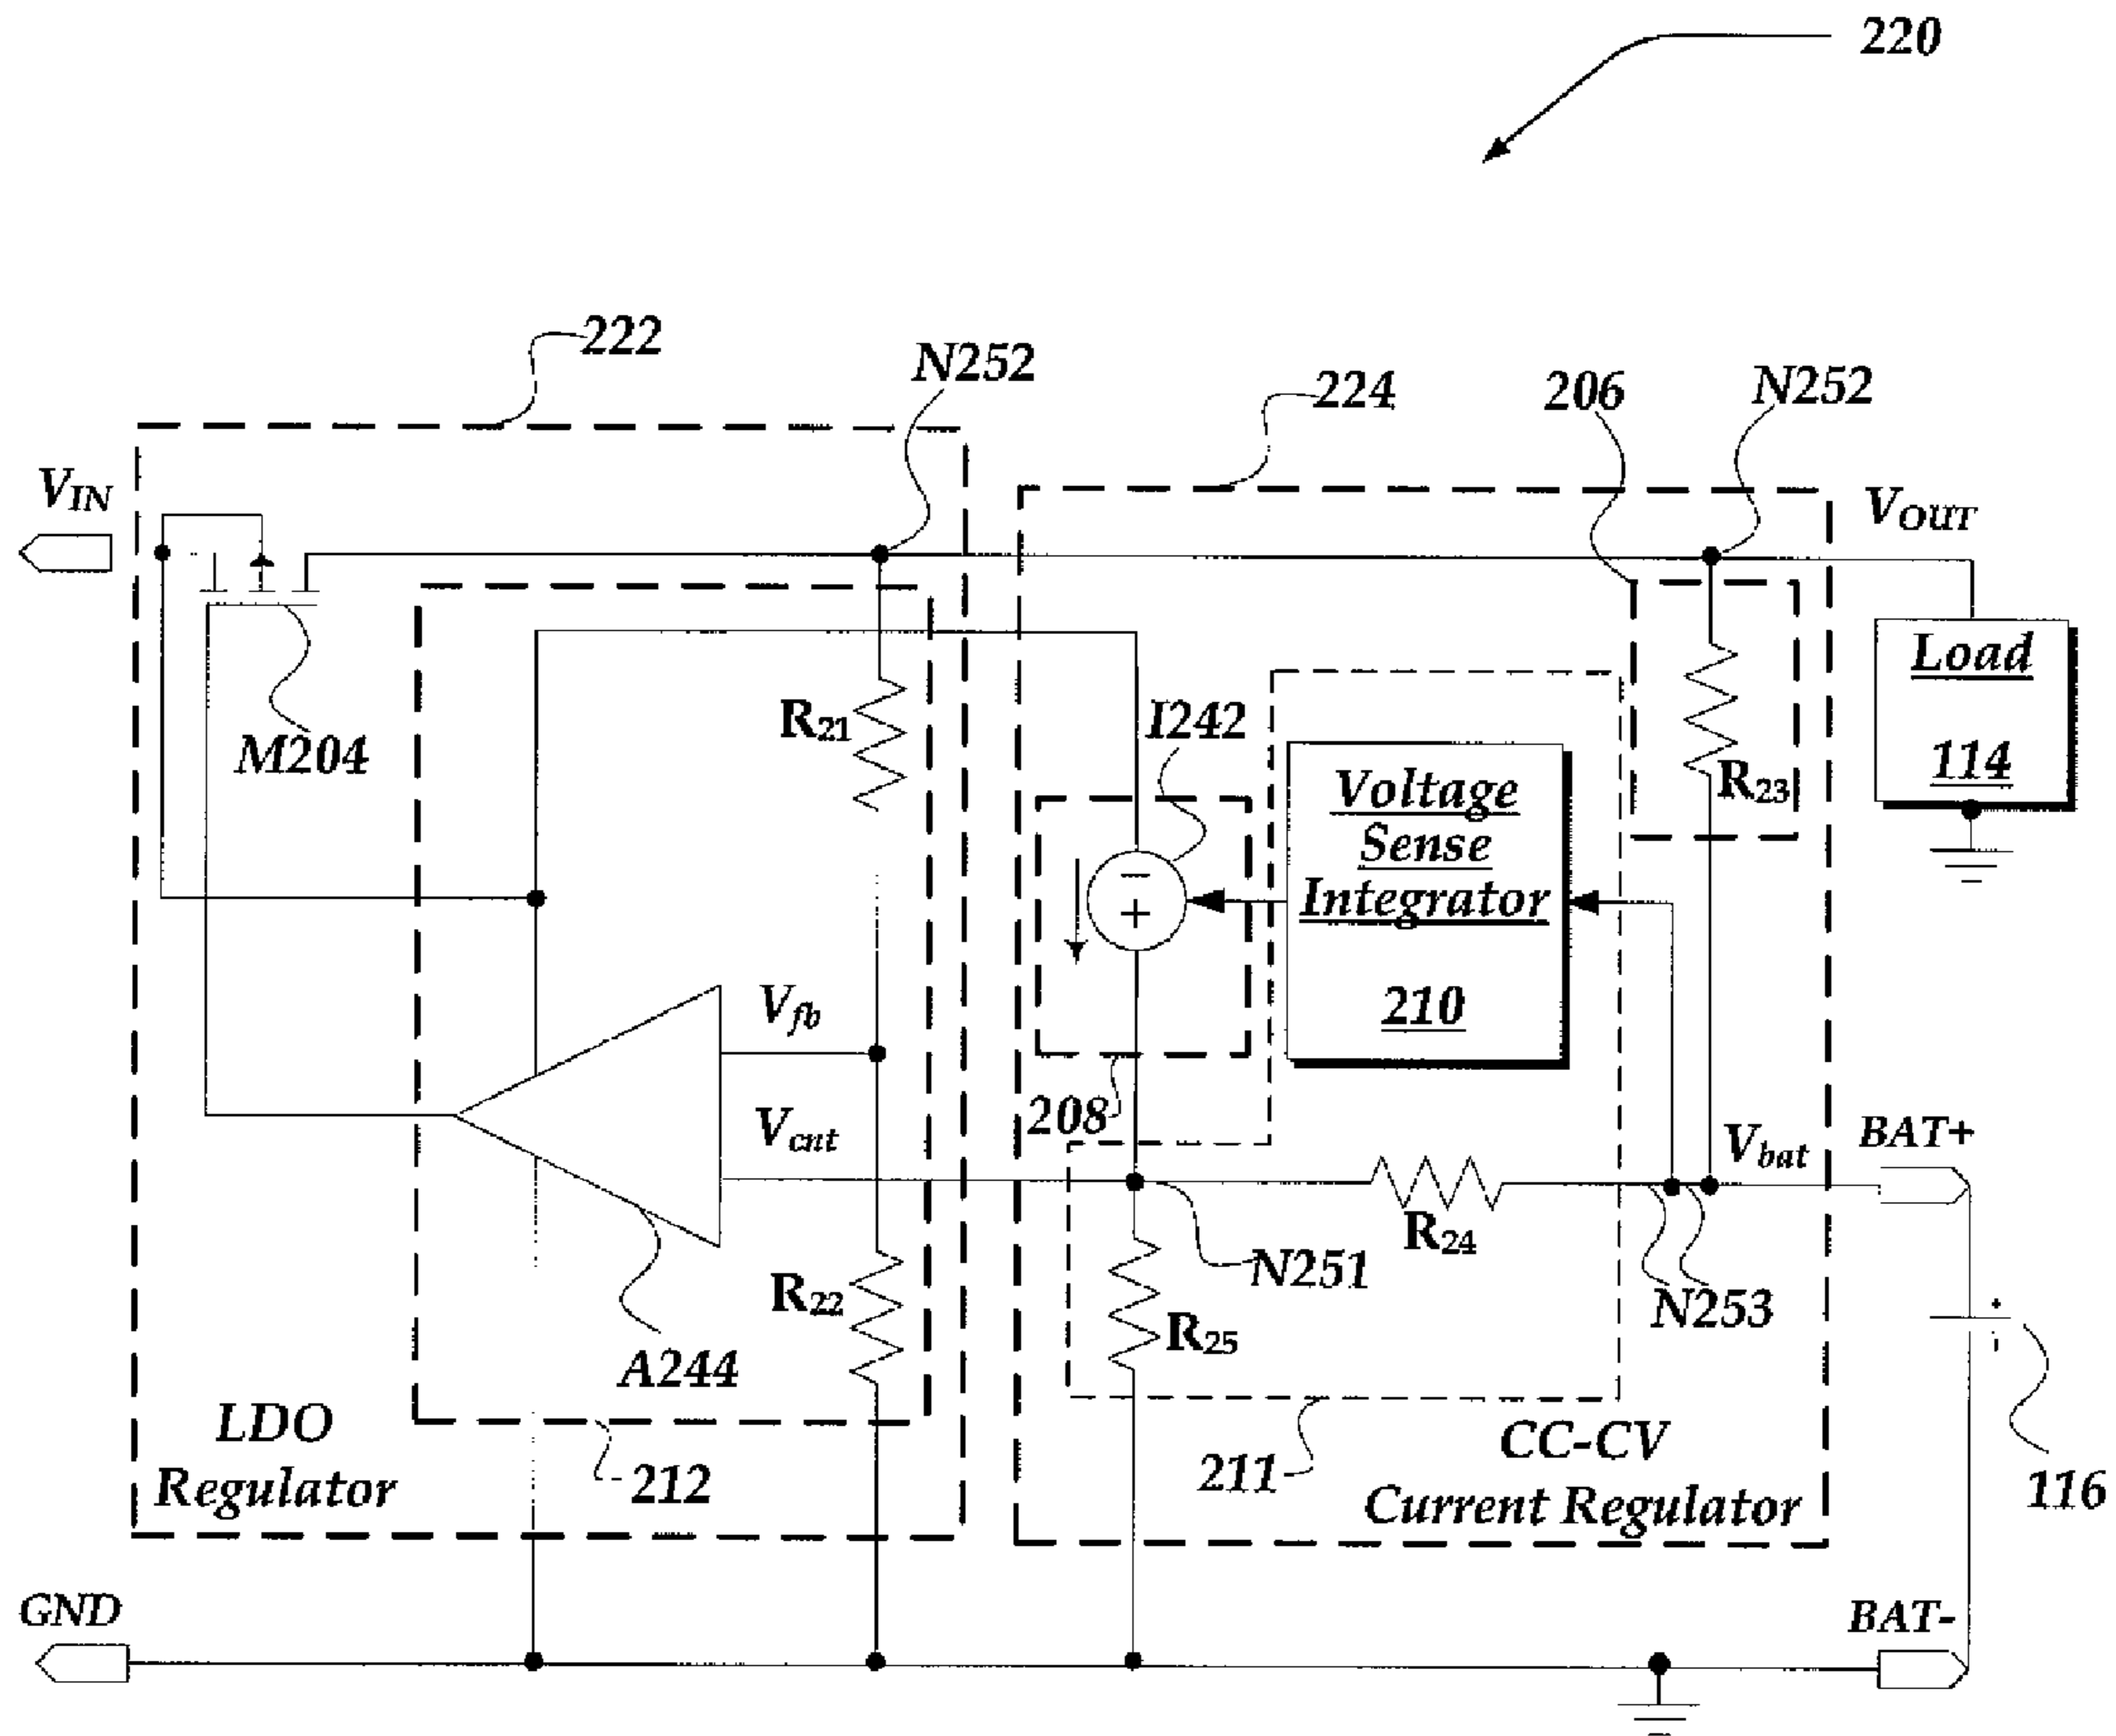 220
222
N252
224
206
N252
VIN
VOUT
Load
114
R21
M204
I242
Voltage
Sense
Integrator
210
R23
Vfb
Vcnt
208
Vbat
BAT+
R24
N251
N253
R22
R25
A244
LDO
Regulator
212
211
CC-CV
Current Regulator
116
GND
BAT-